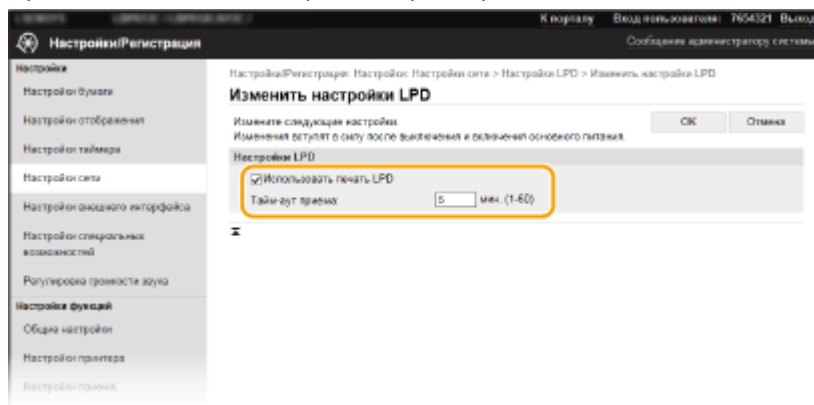 К порталу Вход пользователя: 7654321 Выход
Настройки/Регистрация
Сообщение администратору системы
Настройки
Настройки бумаги
Настройки отображения
Настройки таймера
Настройки сети
Настройки внешнего интерфейса
Настройки специальных
возможностей
Регулировка громкости звука
Настройки функций
Общие настройки
Настройки принтера
Настройки приема
Настройка/Регистрация: Настройки: Настройки сети > Настройки LPD > Изменить настройки LPD
Изменить настройки LPD
Измените следующие настройки.
Изменения вступят в силу после выключения и включения основного питания.
OK Отмена
Настройки LPD
Использовать печать LPD
Тайм-аут приема: 5 мин. (1-60)